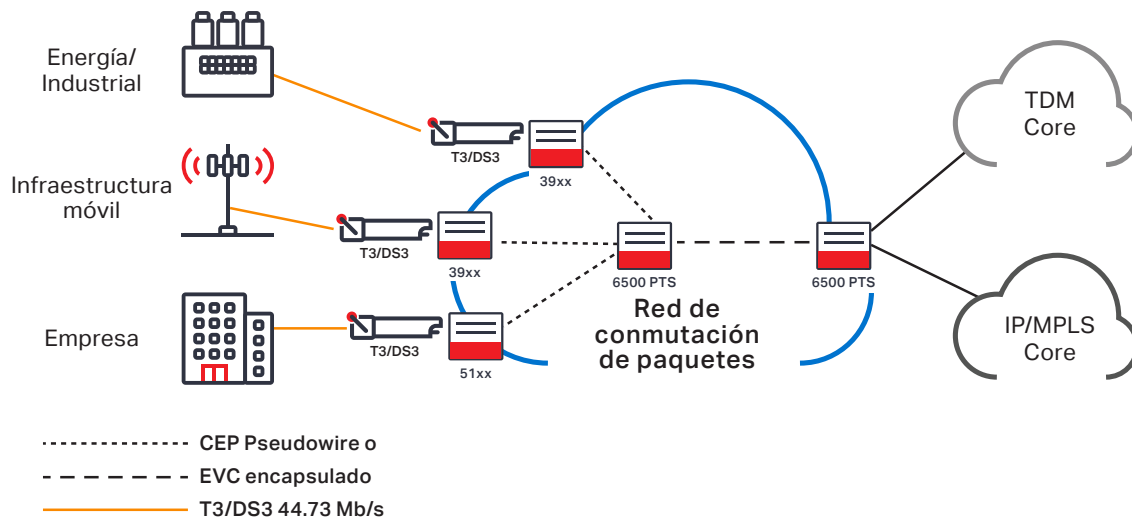 Energía/
Industrial
T3/DS3
39xx
TDM
Core
Infraestructura
móvil
T3/DS3
39xx
6500 PTS
6500 PTS
Red de
conmutación
de paquetes
Empresa
T3/DS3
51xx
IP/MPLS
Core
CEP Pseudowire o
EVC encapsulado
T3/DS3 44.73 Mb/s